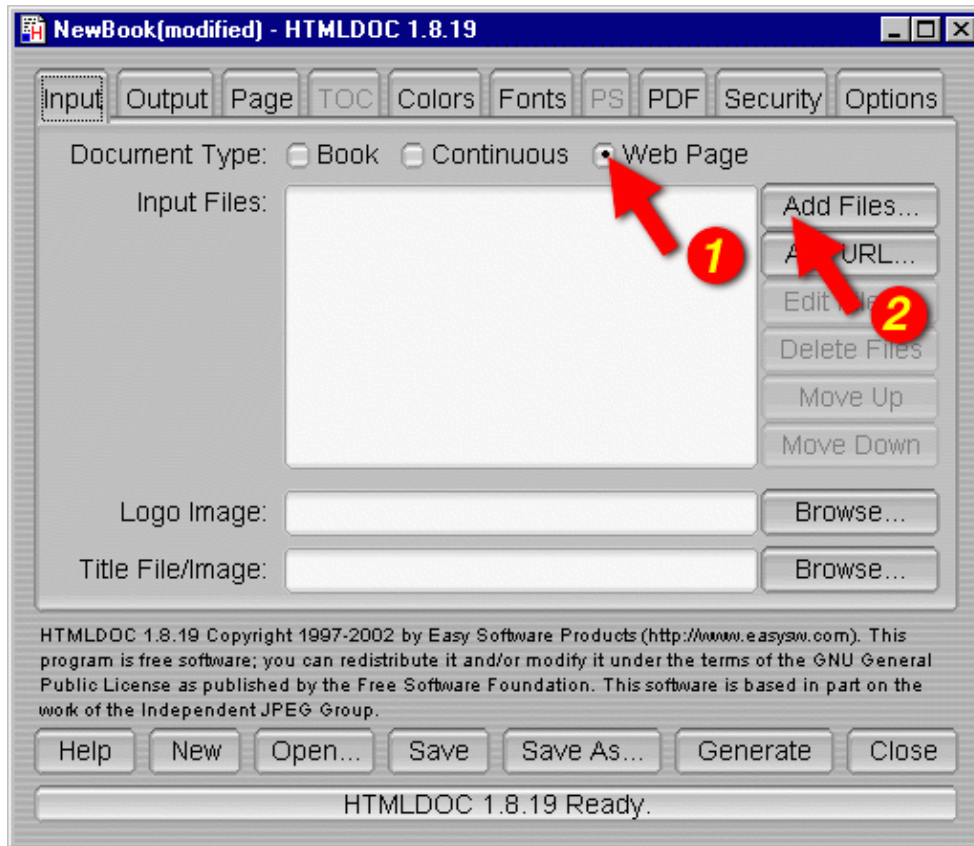 NewBook(modified) - HTMLDOC 1.8.19
Input Output Page TOC Colors Fonts PS PDF Security Options
Document Type: Book Continuous Web Page
Input Files:
Add Files...
1
URL...
Edit
2
Delete Files
Move Up
Move Down
Logo Image: Browse...
Title File/Image: Browse...
HTMLDOC 1.8.19 Copyright 1997-2002 by Easy Software Products (http://www.easysw.com). This
program is free software; you can redistribute it and/or modify it under the terms of the GNU General
Public License as published by the Free Software Foundation. This software is based in part on the
work of the Independent JPEG Group.
Help New Open... Save Save As... Generate Close
HTMLDOC 1.8.19 Ready.